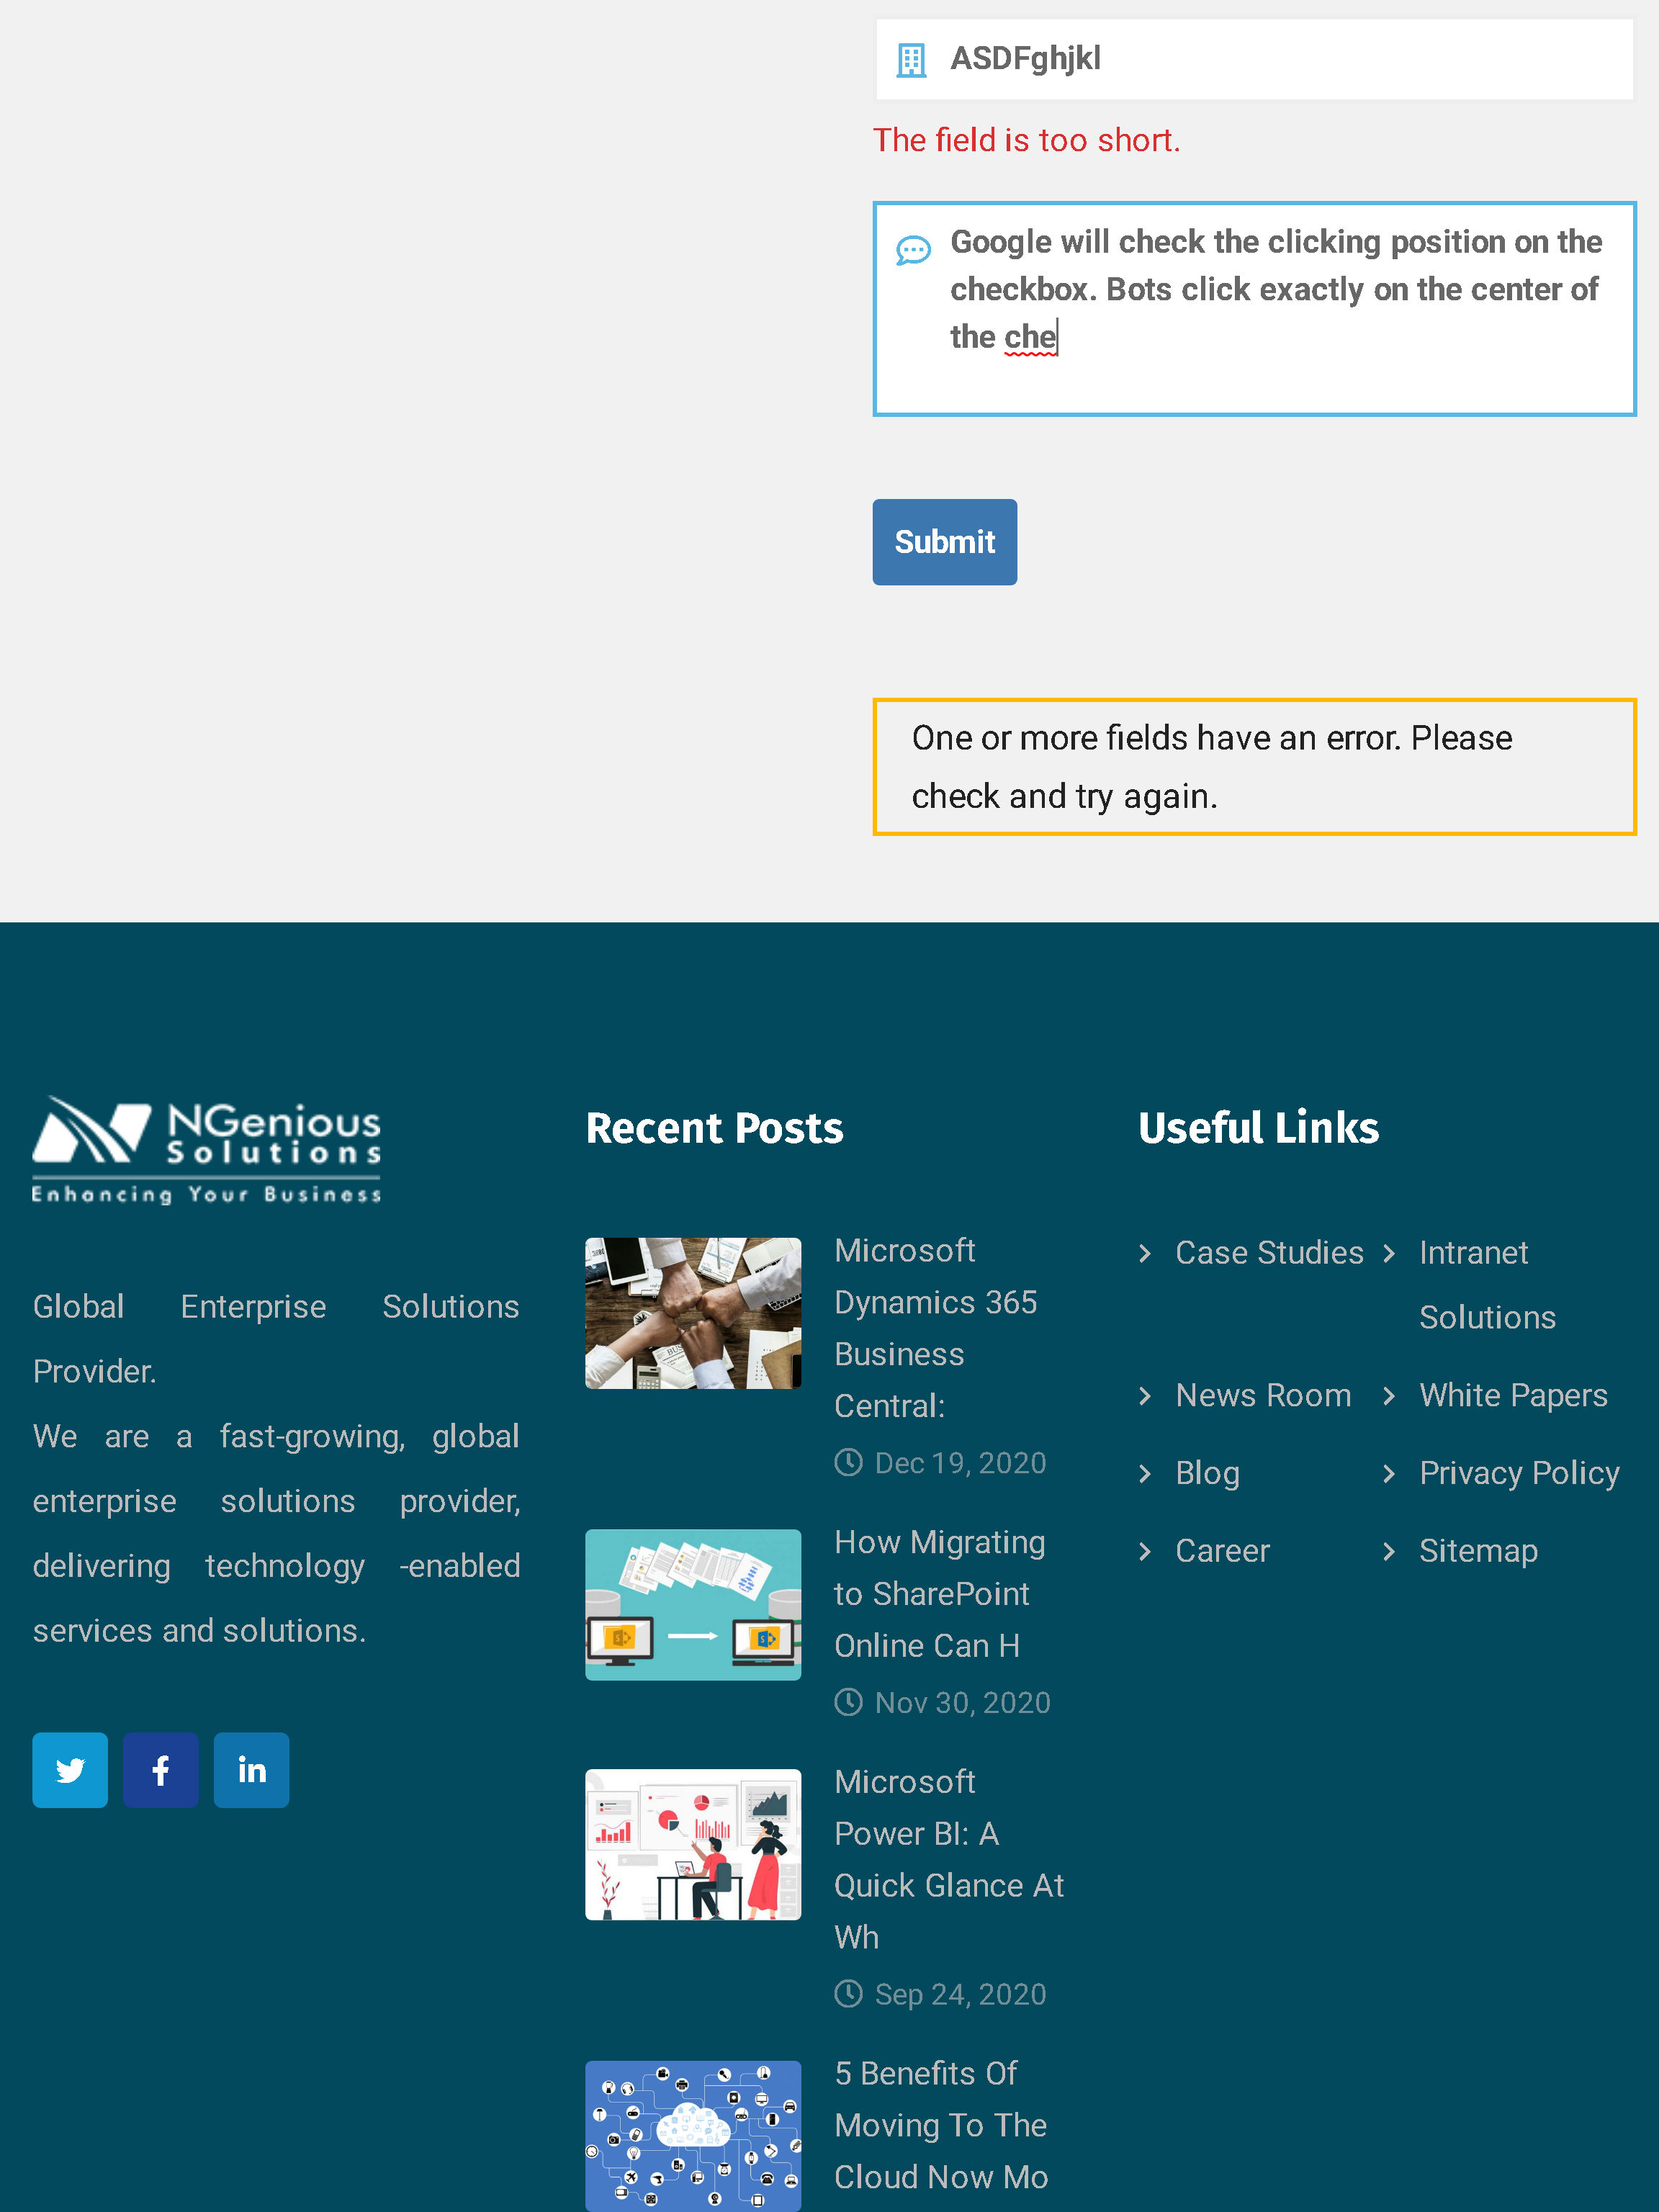 ASDFghjkl
The field is too short.
Google will check the clicking position on the
checkbox. Bots click exactly on the center of
the che
Submit
One or more fields have an error. Please
check and try again.
NGenious
Solutions
Enhancing Your Business
Global Enterprise Solutions
Provider.
We are a fast-growing, global
enterprise solutions provider,
delivering technology -enabled
services and solutions.
Recent Posts
Microsoft
Dynamics 365
Business
Central:
Dec 19, 2020
How Migrating
to SharePoint
Online Can H
Nov 30, 2020
Microsoft
Power BI: A
Quick Glance At
Wh
Sep 24, 2020
5 Benefits Of
Moving To The
Cloud Now Mo
Useful Links
Case Studies
Intranet
Solutions
News Room
White Papers
Blog
Privacy Policy
Career
Sitemap